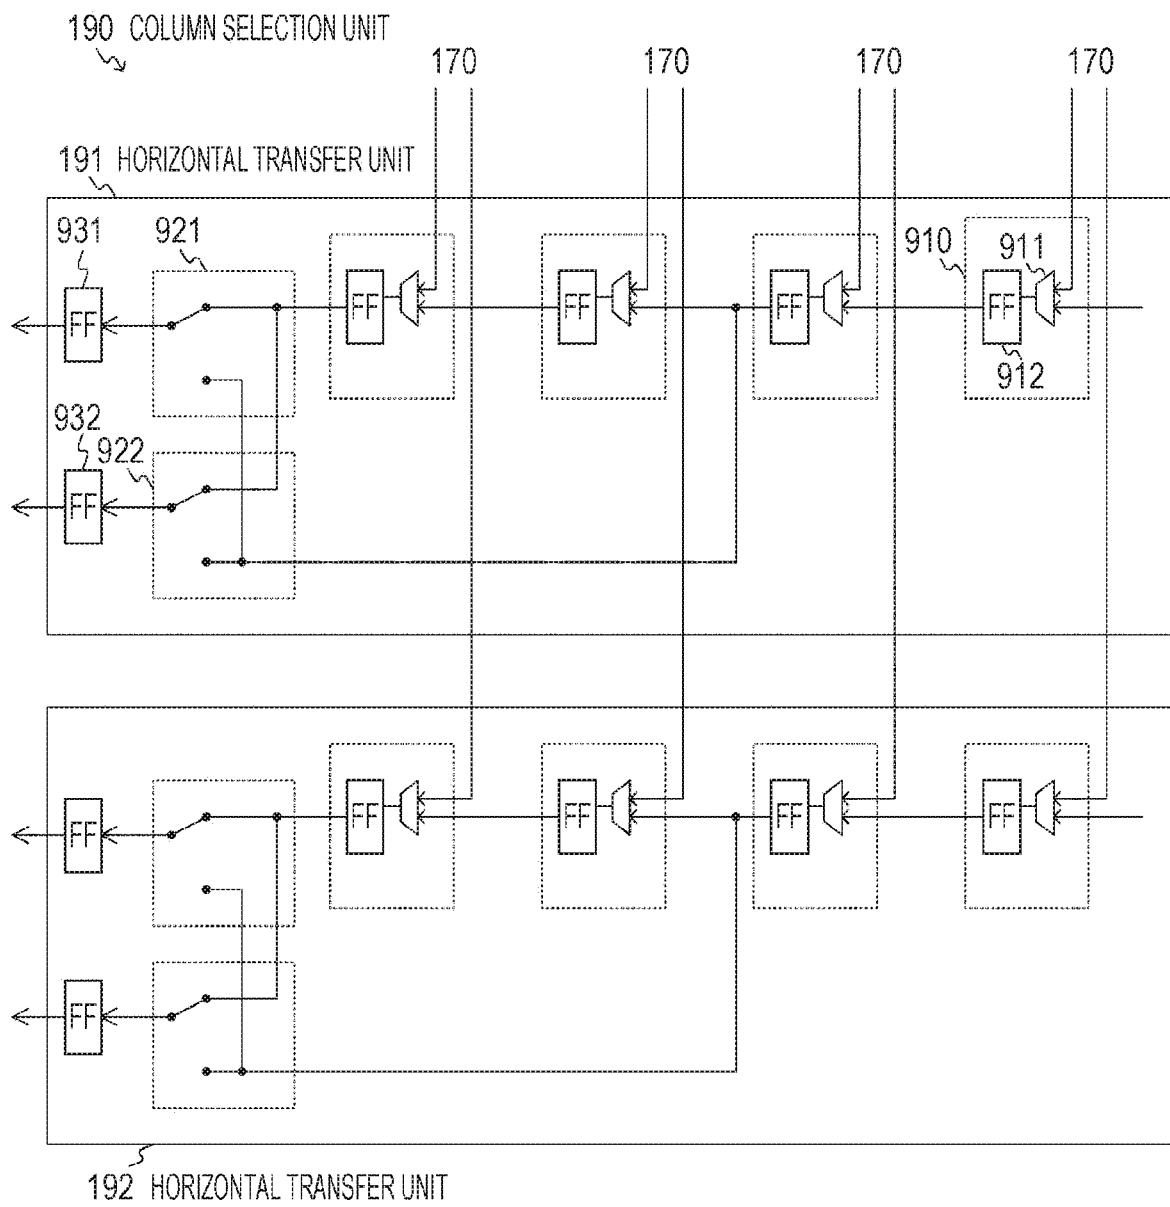 190 COLUMN SELECTION UNIT
170 170 170 170
191 HORIZONTAL TRANSFER UNIT
931 921 910 911
FF FF FF FF FF
912
932 922
FF
FF FF FF FF FF
FF
192 HORIZONTAL TRANSFER UNIT